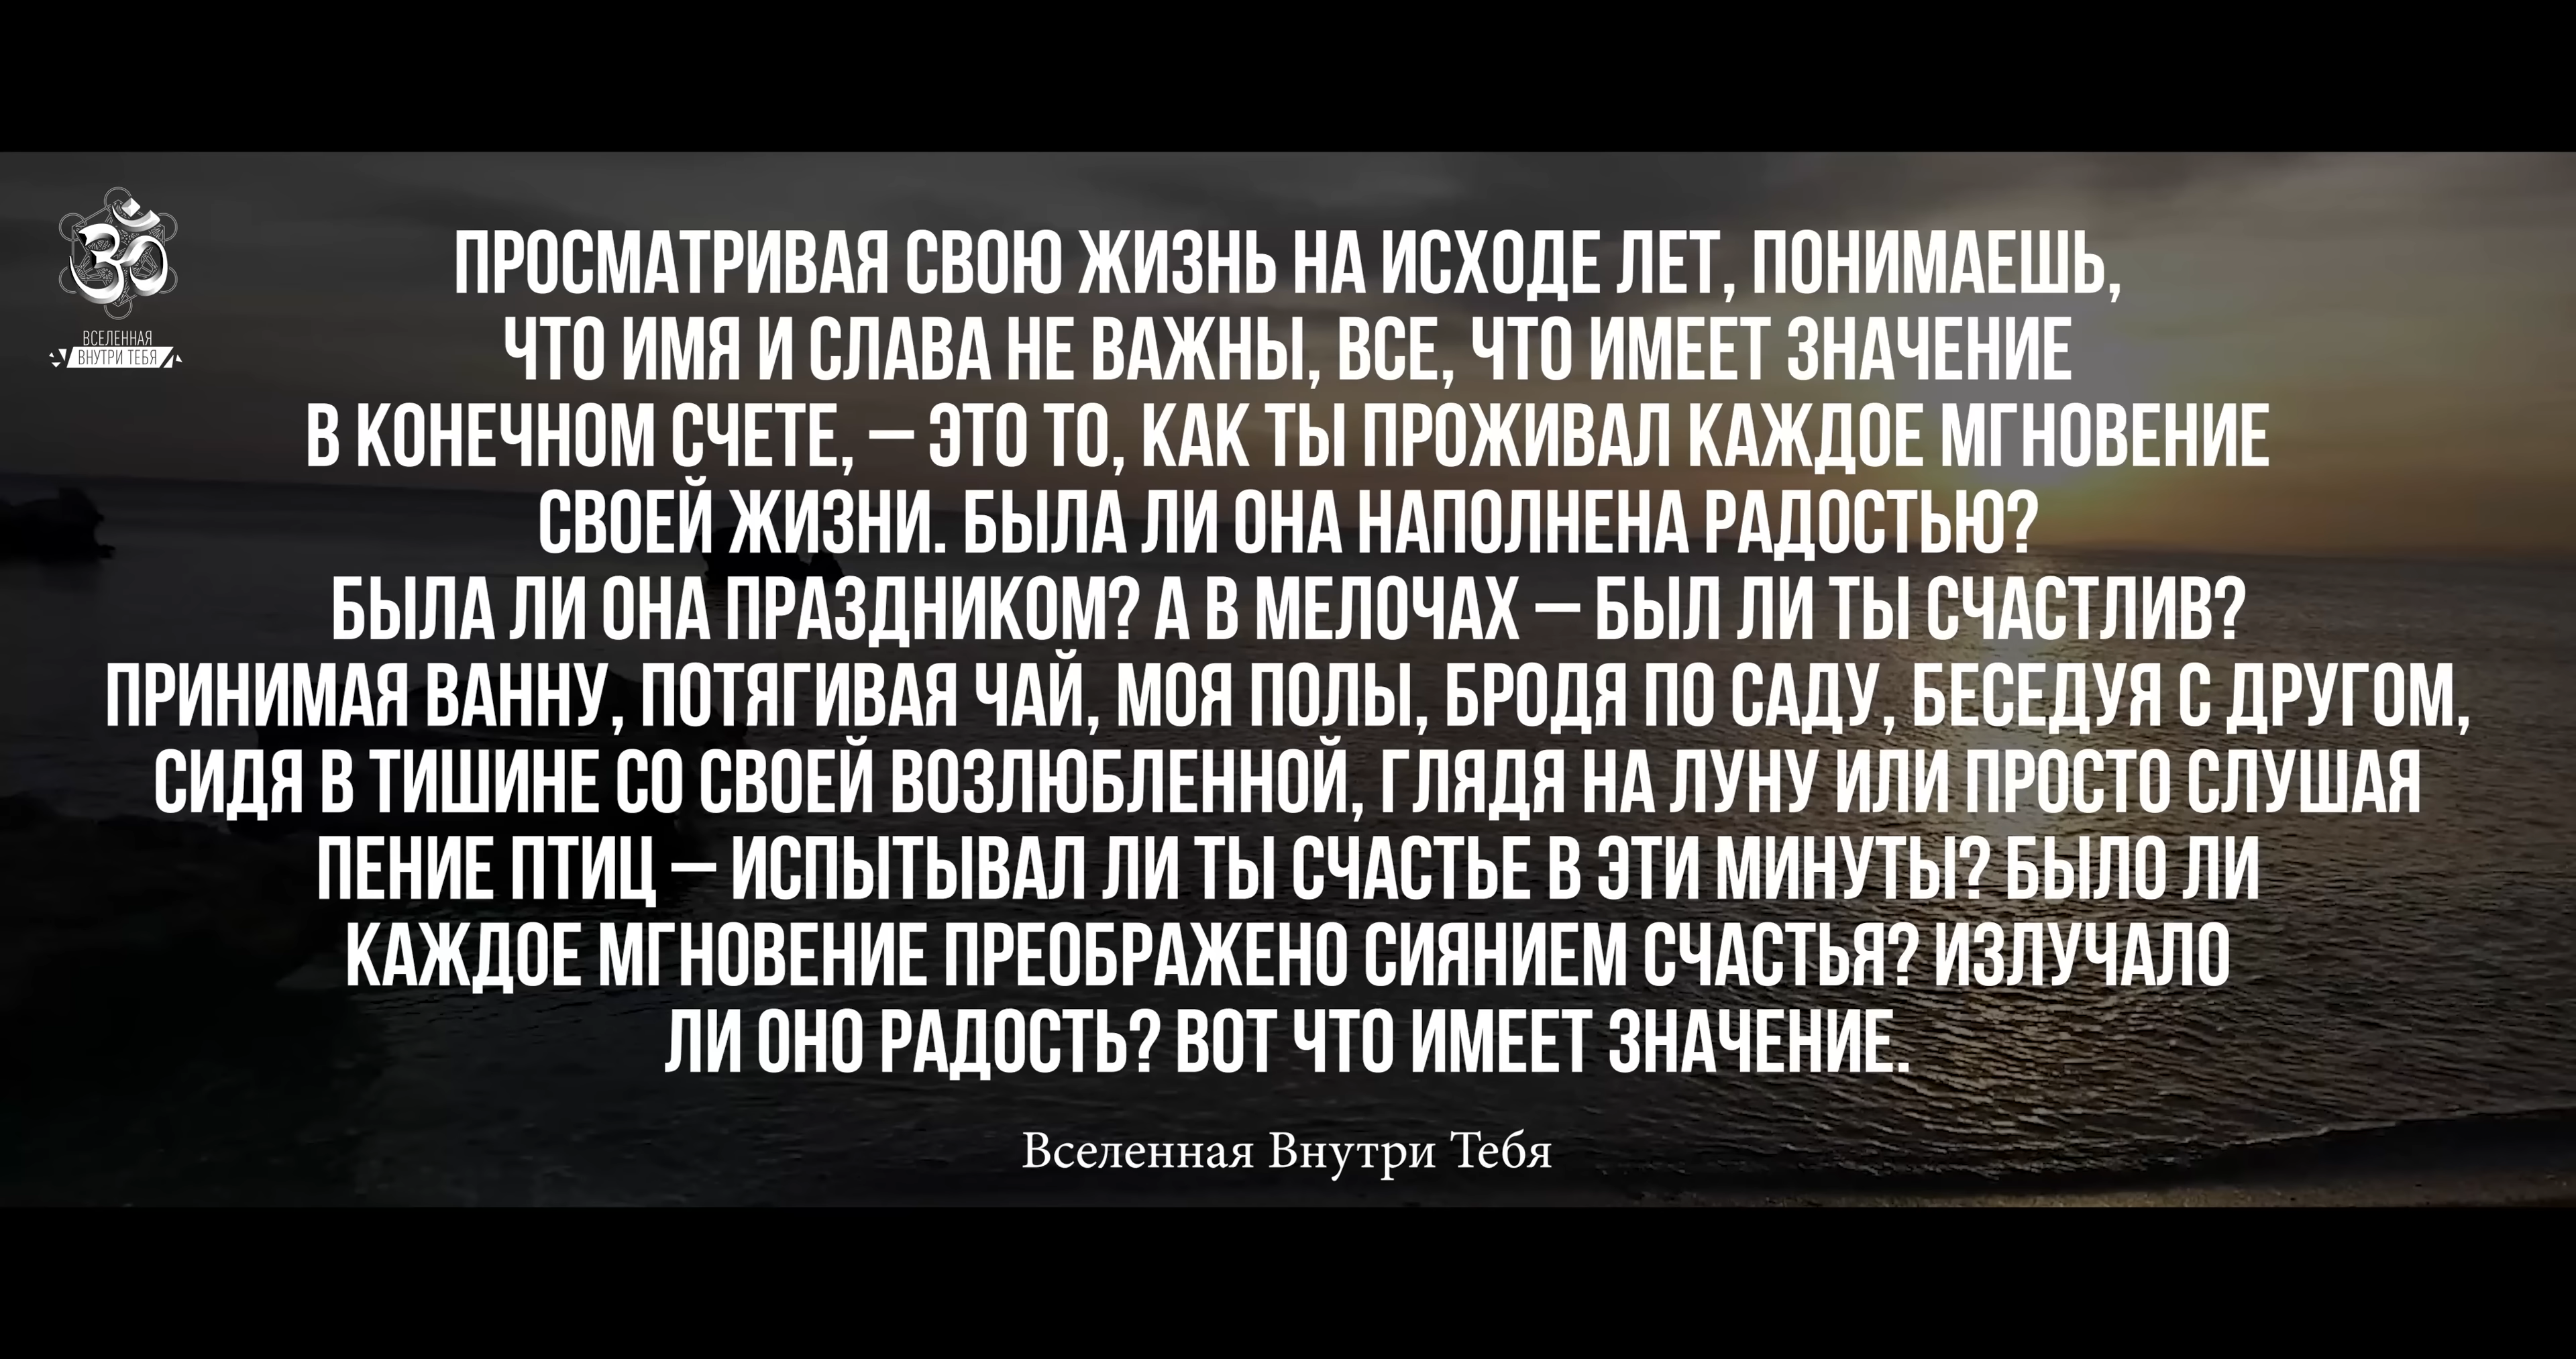 ВСЕЛЕННАЯ
ВНУТРИ ТЕБЯ
ПРОСМАТРИВАЯ СВОЮ ЖИЗНЬ НА ИСХОДЕ ЛЕТ, ПОНИМАЕШЬ,
ЧТО ИМЯ И СЛАВА НЕ ВАЖНЫ, ВСЕ, ЧТО ИМЕЕТ ЗНАЧЕНИЕ
В КОНЕЧНОМ СЧЕТЕ, – ЭТО ТО, КАК ТЫ ПРОЖИВАЛ КАЖДОЕ МГНОВЕНИЕ
СВОЕЙ ЖИЗНИ. БЫЛА ЛИ ОНА НАПОЛНЕНА РАДОСТЬЮ?
БЫЛА ЛИ ОНА ПРАЗДНИКОМ? А В МЕЛОЧАХ – БЫЛ ЛИ ТЫ СЧАСТЛИВ?
ПРИНИМАЯ ВАННУ, ПОТЯГИВАЯ ЧАЙ, МОЯ ПОЛЫ, БРОДЯ ПО САДУ, БЕСЕДУЯ С ДРУГОМ,
СИДЯ В ТИШИНЕ СО СВОЕЙ ВОЗЛЮБЛЕННОЙ, ГЛЯДЯ НА ЛУНУ ИЛИ ПРОСТО СЛУШАЯ
ПЕНИЕ ПТИЦ – ИСПЫТЫВАЛ ЛИ ТЫ СЧАСТЬЕ В ЭТИ МИНУТЫ? БЫЛО ЛИ
КАЖДОЕ МГНОВЕНИЕ ПРЕОБРАЖЕНО СИЯНИЕМ СЧАСТЬЯ? ИЗЛУЧАЛО
ЛИ ОНО РАДОСТЬ? ВОТ ЧТО ИМЕЕТ ЗНАЧЕНИЕ.
Вселенная Внутри Тебя